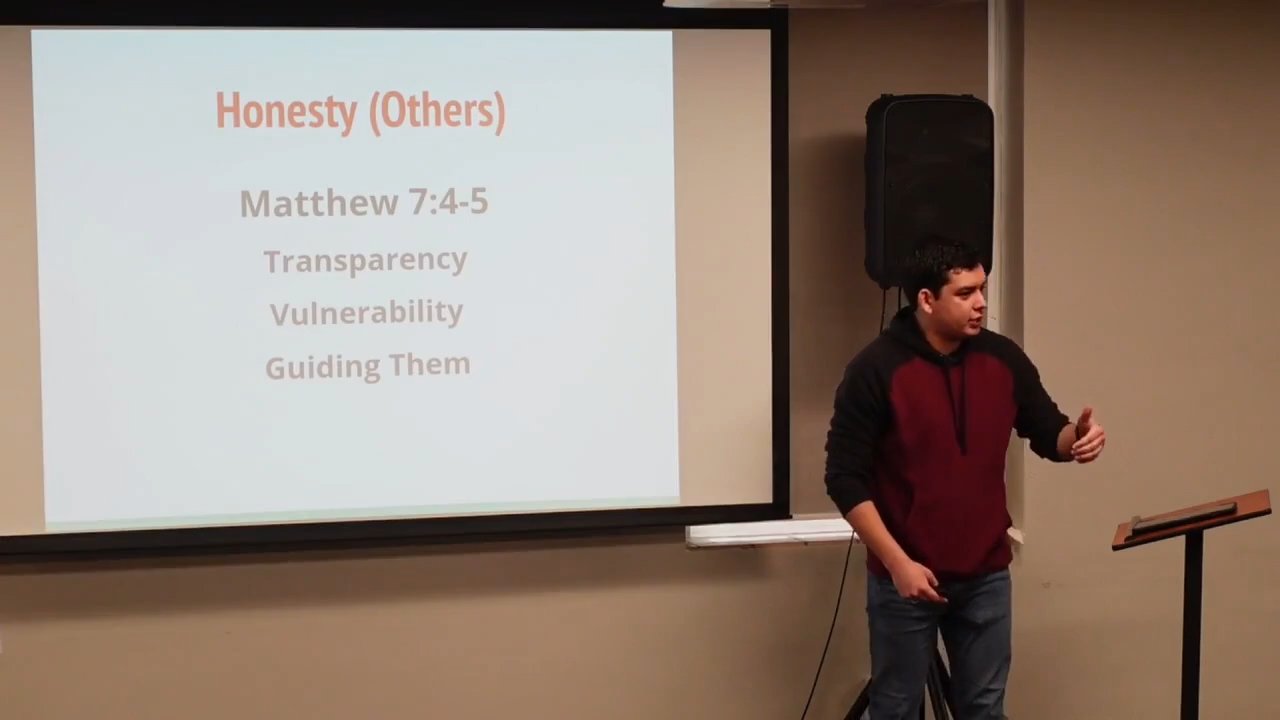 Honesty (Others)
Matthew 7:4-5
Transparency
Vulnerability
Guiding Them